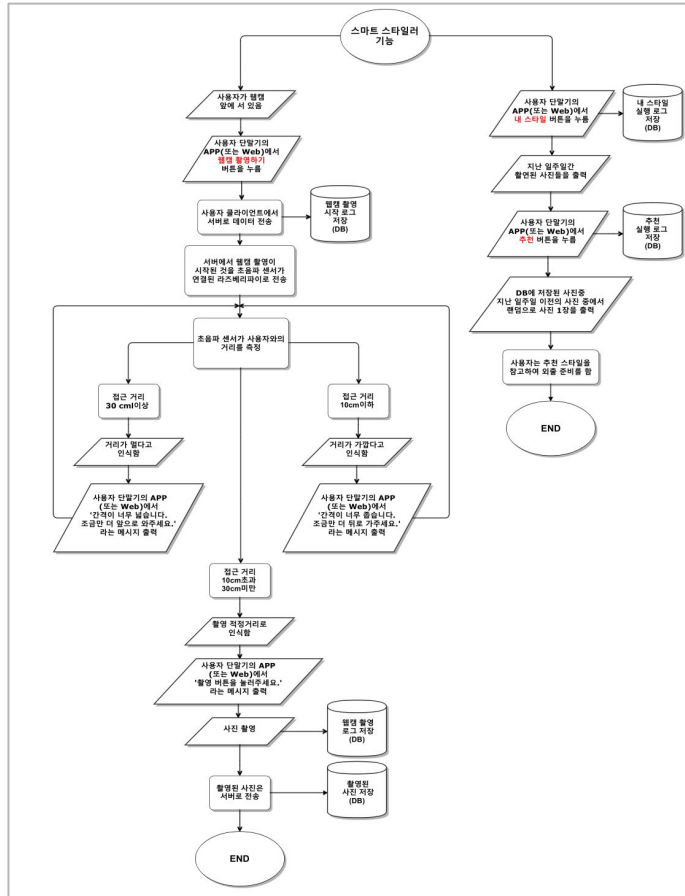 스마트 스타일러
기능
사용자가 웹캠
앞에 서 있음
사용자 단말기의
APP(또는 Web)에서
웹캠 촬영하기
버튼을 누름
사용자 클라이언트에서
서버로 데이터 전송
웹캠 촬영
시작 로그
저장
(DB)
서버에서 웹캠 촬영이
시작된 것을 초음파 센서가
연결된 라즈베리파이로 전송
초음파 센서가 사용자와의
거리를 측정
접근 거리
30 cml이상
거리가 멀다고
인식함
사용자 단말기의 APP
(또는 Web)에서
'간격이 너무 넓습니다.
조금만 더 앞으로 와주세요.'
라는 메시지 출력
접근 거리
10cm이하
거리가 가깝다고
인식함
사용자 단말기의 APP
(또는 Web)에서
'간격이 너무 좁습니다.
조금만 더 뒤로 가주세요.'
라는 메시지 출력
접근 거리
10cm초과
30cm미만
촬영 적정거리로
인식함
사용자 단말기의 APP
(또는 Web)에서
'촬영 버튼을 눌러주세요.'
라는 메시지 출력
사진 촬영
웹캠 촬영
로그 저장
(DB)
촬영된 사진은
서버로 전송
촬영된
사진 저장
(DB)
END
사용자 단말기의
APP(또는 Web)에서
내 스타일 버튼을 누름
내 스타일
실행 로그
저장
(DB)
지난 일주일간
촬연된 사진들을 출력
사용자 단말기의
APP(또는 Web)에서
추천 버튼을 누름
추천
실행 로그
저장
(DB)
DB에 저장된 사진중
지난 일주일 이전의 사진 중에서
랜덤으로 사진 1장을 출력
사용자는 추천 스타일을
참고하여 외출 준비를 함
END